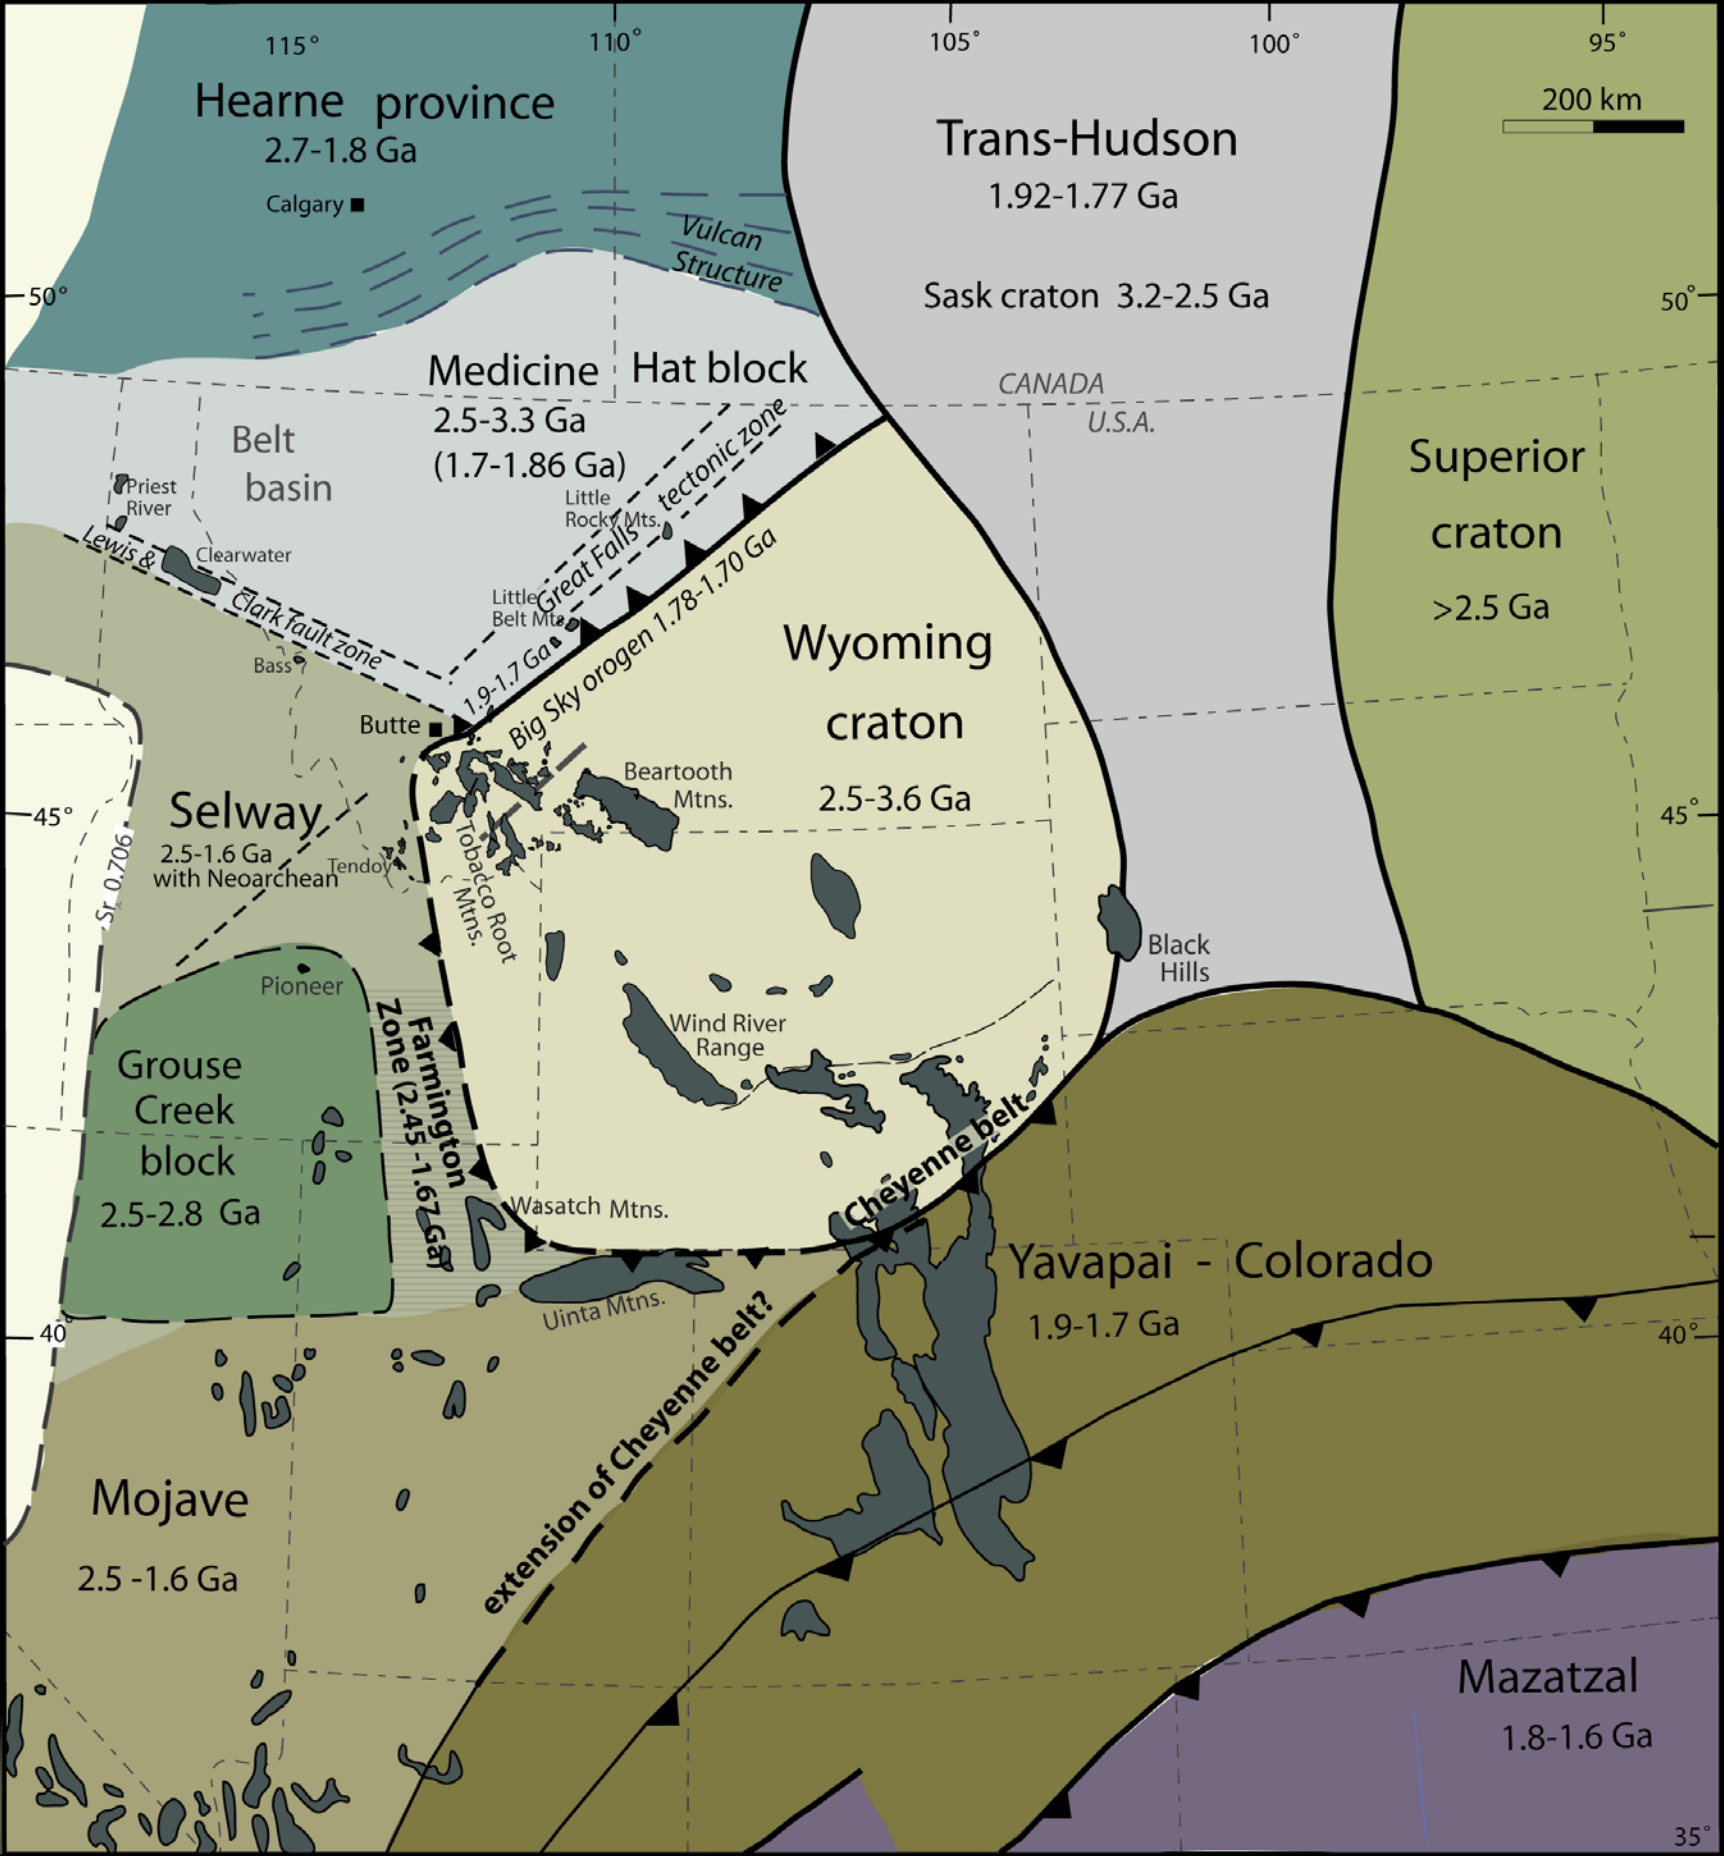 115° 110° 105° 100° 95°
Hearne province
2.7-1.8 Ga
Calgary
200 km
Trans-Hudson
1.92-1.77 Ga
Vulcan
Structure
50°
Sask craton 3.2-2.5 Ga
50°
Medicine Hat block
2.5-3.3 Ga
(1.7-1.86 Ga)
CANADA
U.S.A.
Belt
basin
Priest
River
Little
Rocky Mts.
Great Falls tectonic zone
Superior
craton
>2.5 Ga
Lewis &
Clark fault zone
Clearwater
Little
Belt Mts.
1.9-1.7 Ga
Big Sky orogen 1.78-1.70 Ga
Bass
Butte
Wyoming
craton
2.5-3.6 Ga
Beartooth
Mtns.
45°
45°
Selway
2.5-1.6 Ga
with Neoarchean
Tendoy
Sr 0.706
Tobacco Root
Mtns.
Black
Hills
Pioneer
Farmington
Zone (2.45 -1.67 Ga)
Wind River
Range
Grouse
Creek
block
2.5-2.8 Ga
Cheyenne belt
Wasatch Mtns.
Uinta Mtns.
Yavapai - Colorado
1.9-1.7 Ga
40°
40°
extension of Cheyenne belt?
Mojave
2.5 -1.6 Ga
Mazatzal
1.8-1.6 Ga
35°